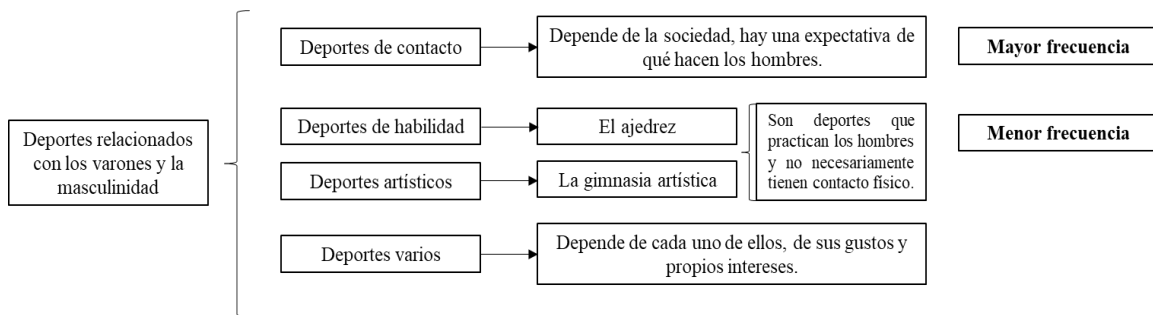 Deportes relacionados
con los varones y la
masculinidad
Deportes de contacto
Depende de la sociedad, hay una expectativa de
qué hacen los hombres.
Mayor frecuencia
Deportes de habilidad
El ajedrez
Deportes artísticos
La gimnasia artística
Son deportes que
practican los hombres
y no necesariamente
tienen contacto físico.
Menor frecuencia
Deportes varios
Depende de cada uno de ellos, de sus gustos y
propios intereses.